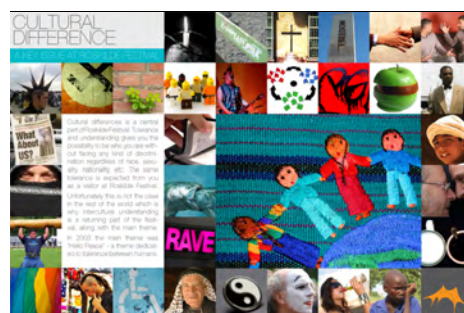 CULTURAL
DIFFERENCE
A KEY ISSUE AT ROSKILDE FESTIVAL
What
About
US?
Cultural differences is a central
part of Roskilde Festival. Tolerance
and understanding gives you the
possibility to be who you are with-
out facing any kind of discrimi-
nation regardless of race, sexu-
ality, nationality, etc. The same
tolerance is expected from you
as a visitor at Roskilde Festival.
Unfortunately this is not the case
in the rest of the world which is
why intercultural understanding
is a returning part of the festi-
val, along with the main theme.
In 2003 the main theme was
"Hello Peace" - a theme dedicat-
ed to tolerance between humans.
RAVE